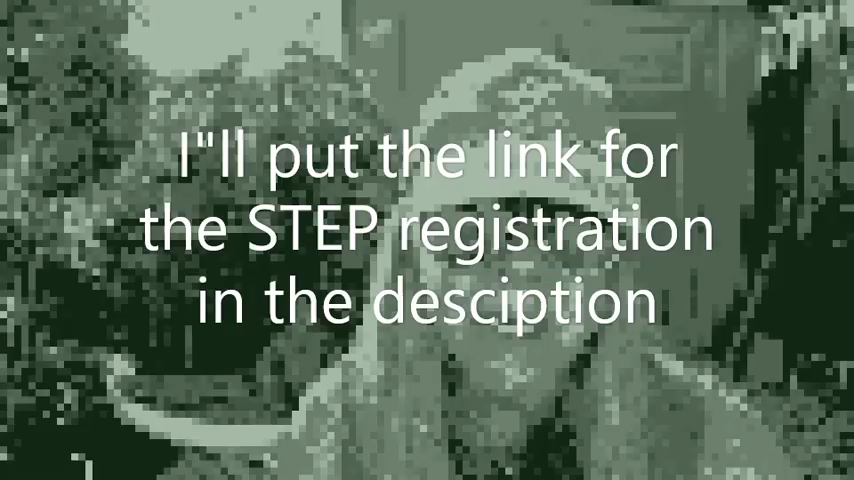 I"ll put the link for
the STEP registration
in the desciption